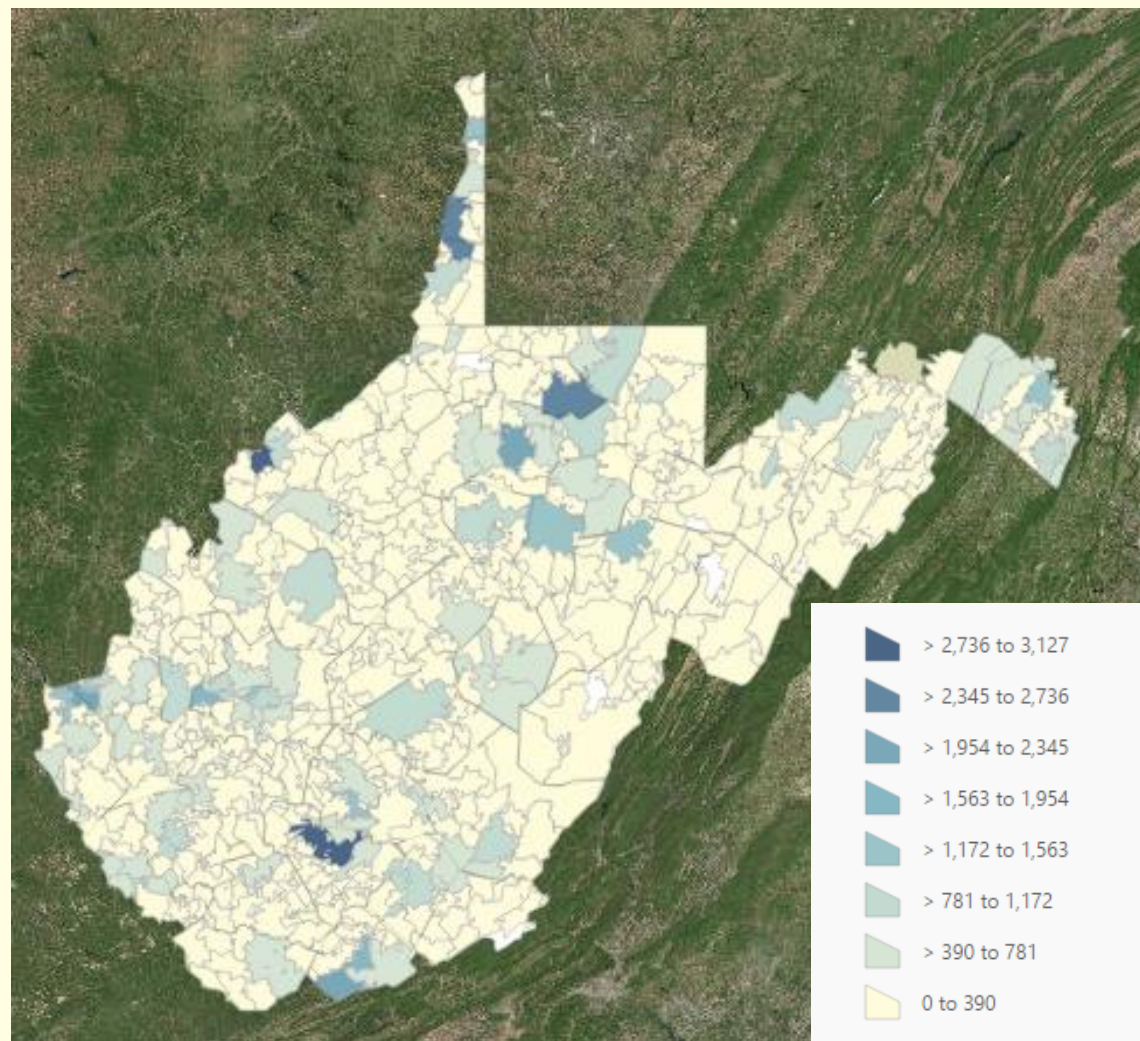 > 2,736 to 3,127
> 2,345 to 2,736
> 1,954 to 2,345
> 1,563 to 1,954
> 1,172 to 1,563
> 781 to 1,172
> 390 to 781
0 to 390